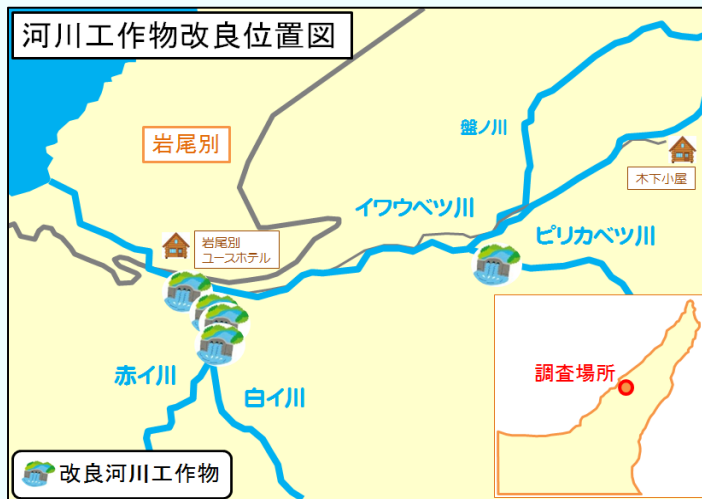 河川工作物改良位置図
岩尾別
盤ノ川
木下小屋
イワウベツ川
ピリカベツ川
岩尾別
ユースホテル
調査場所
赤イ川
白イ川
改良河川工作物